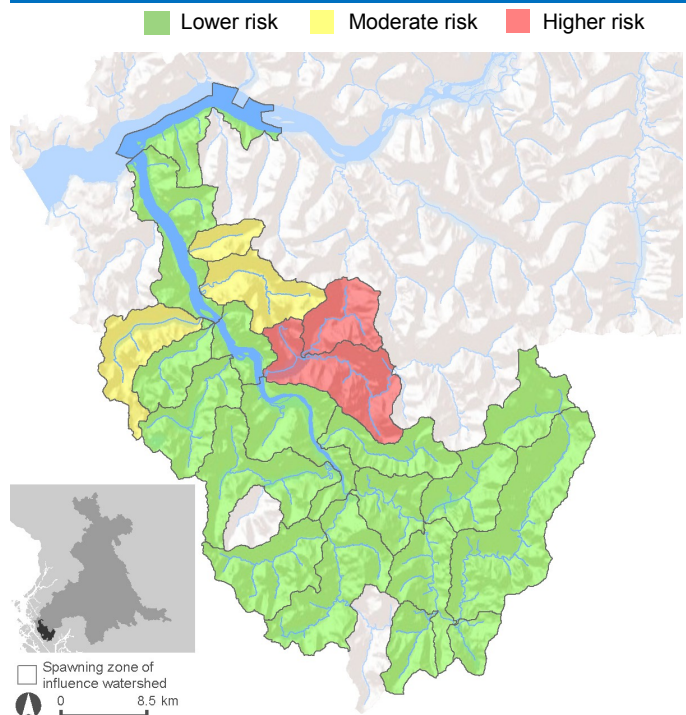 Lower risk Moderate risk Higher risk
Spawning zone of
influence watershed
0 8.5 km